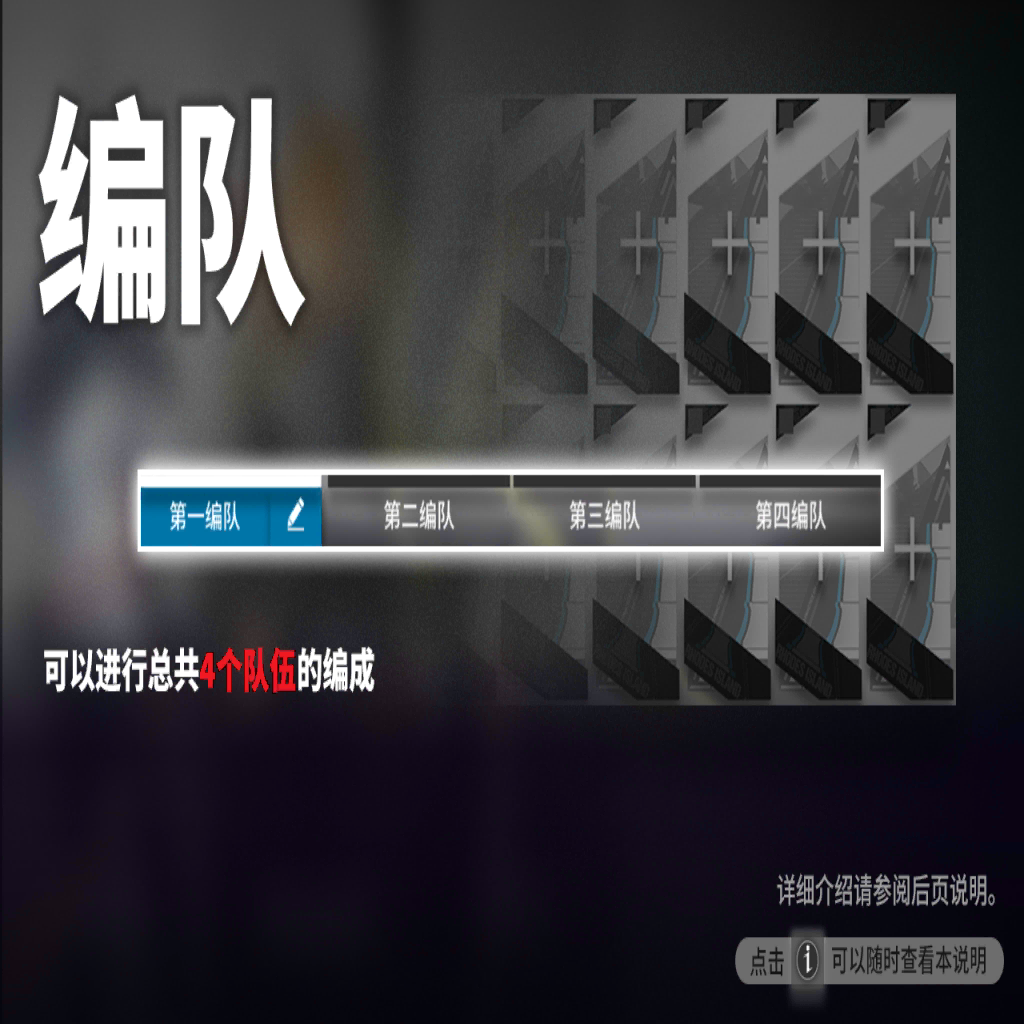 编队
第一编队 第二编队 第三编队 第四编队
可以进行总共4个队伍的编成
详细介绍请参阅后页说明。
点击 i 可以随时查看本说明